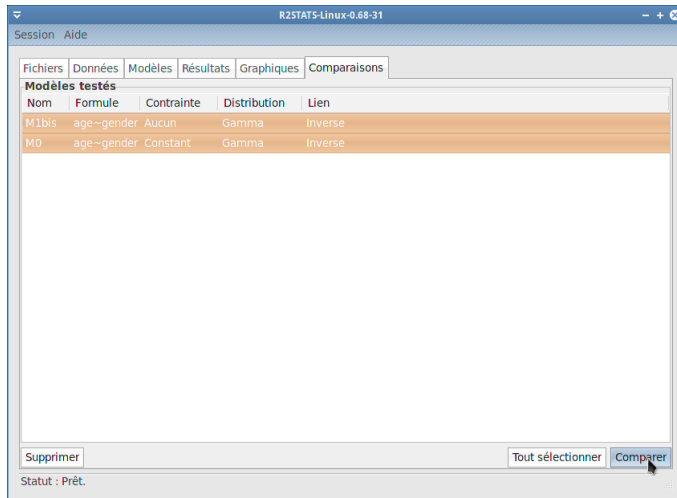 R2STATS-Linux-0.68-31
Session Aide
Fichiers Données Modèles Résultats Graphiques Comparaisons
Modèles testés
Nom Formule Contrainte Distribution Lien
M1bis age~gender Aucun Gamma Inverse
M0 age~gender Constant Gamma Inverse
Supprimer Tout sélectionner Comparer
Statut : Prêt.